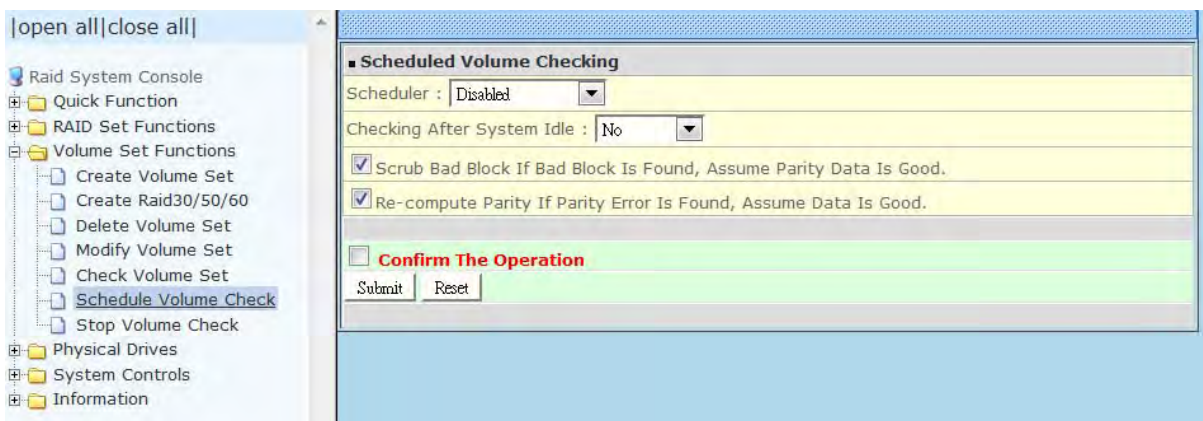 |open all|close all|
Raid System Console
Quick Function
RAID Set Functions
Volume Set Functions
Create Volume Set
Create Raid30/50/60
Delete Volume Set
Modify Volume Set
Check Volume Set
Schedule Volume Check
Stop Volume Check
Physical Drives
System Controls
Information
Scheduled Volume Checking
Scheduler : Disabled
Checking After System Idle : No
Scrub Bad Block If Bad Block Is Found, Assume Parity Data Is Good.
Re-compute Parity If Parity Error Is Found, Assume Data Is Good.
Confirm The Operation
Submit Reset